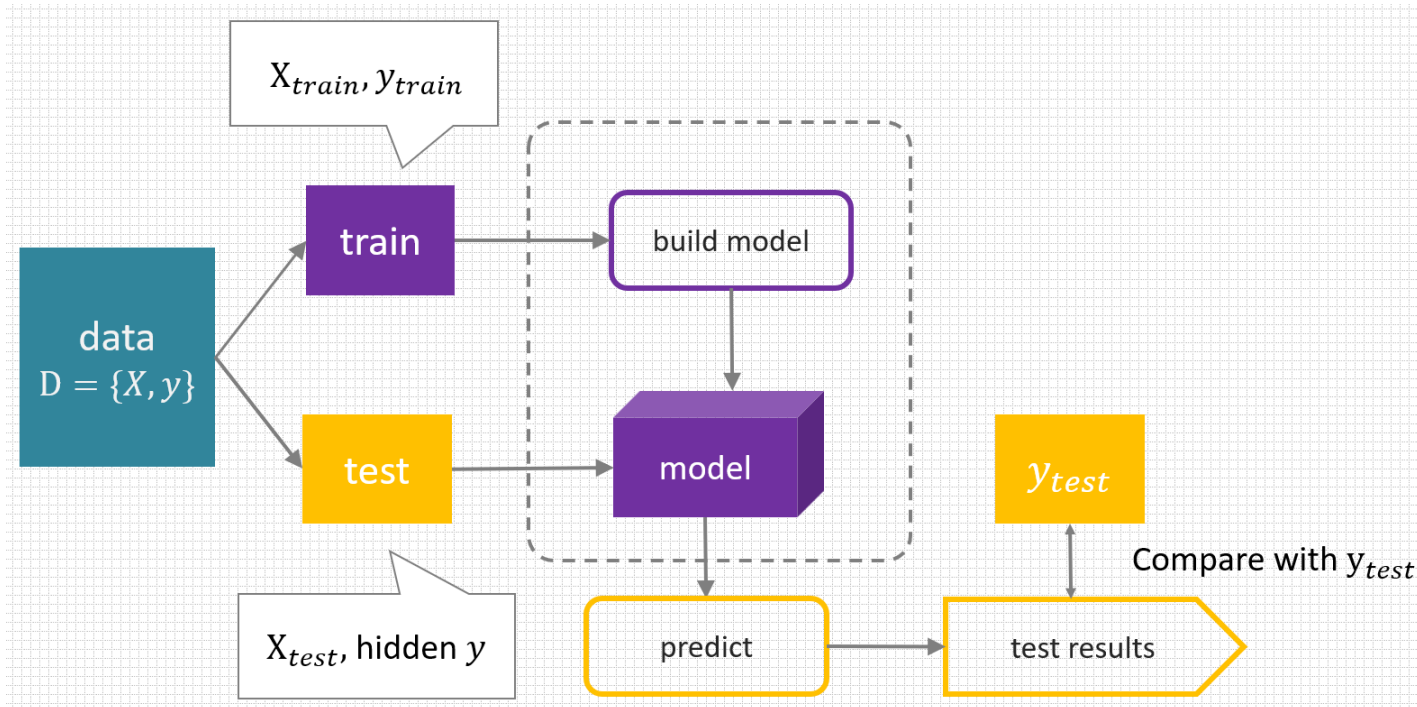 X_train, y_train
train
build model
data
D = {X, y}
test
model
y_test
Compare with y_test
X_test, hidden y
predict
test results